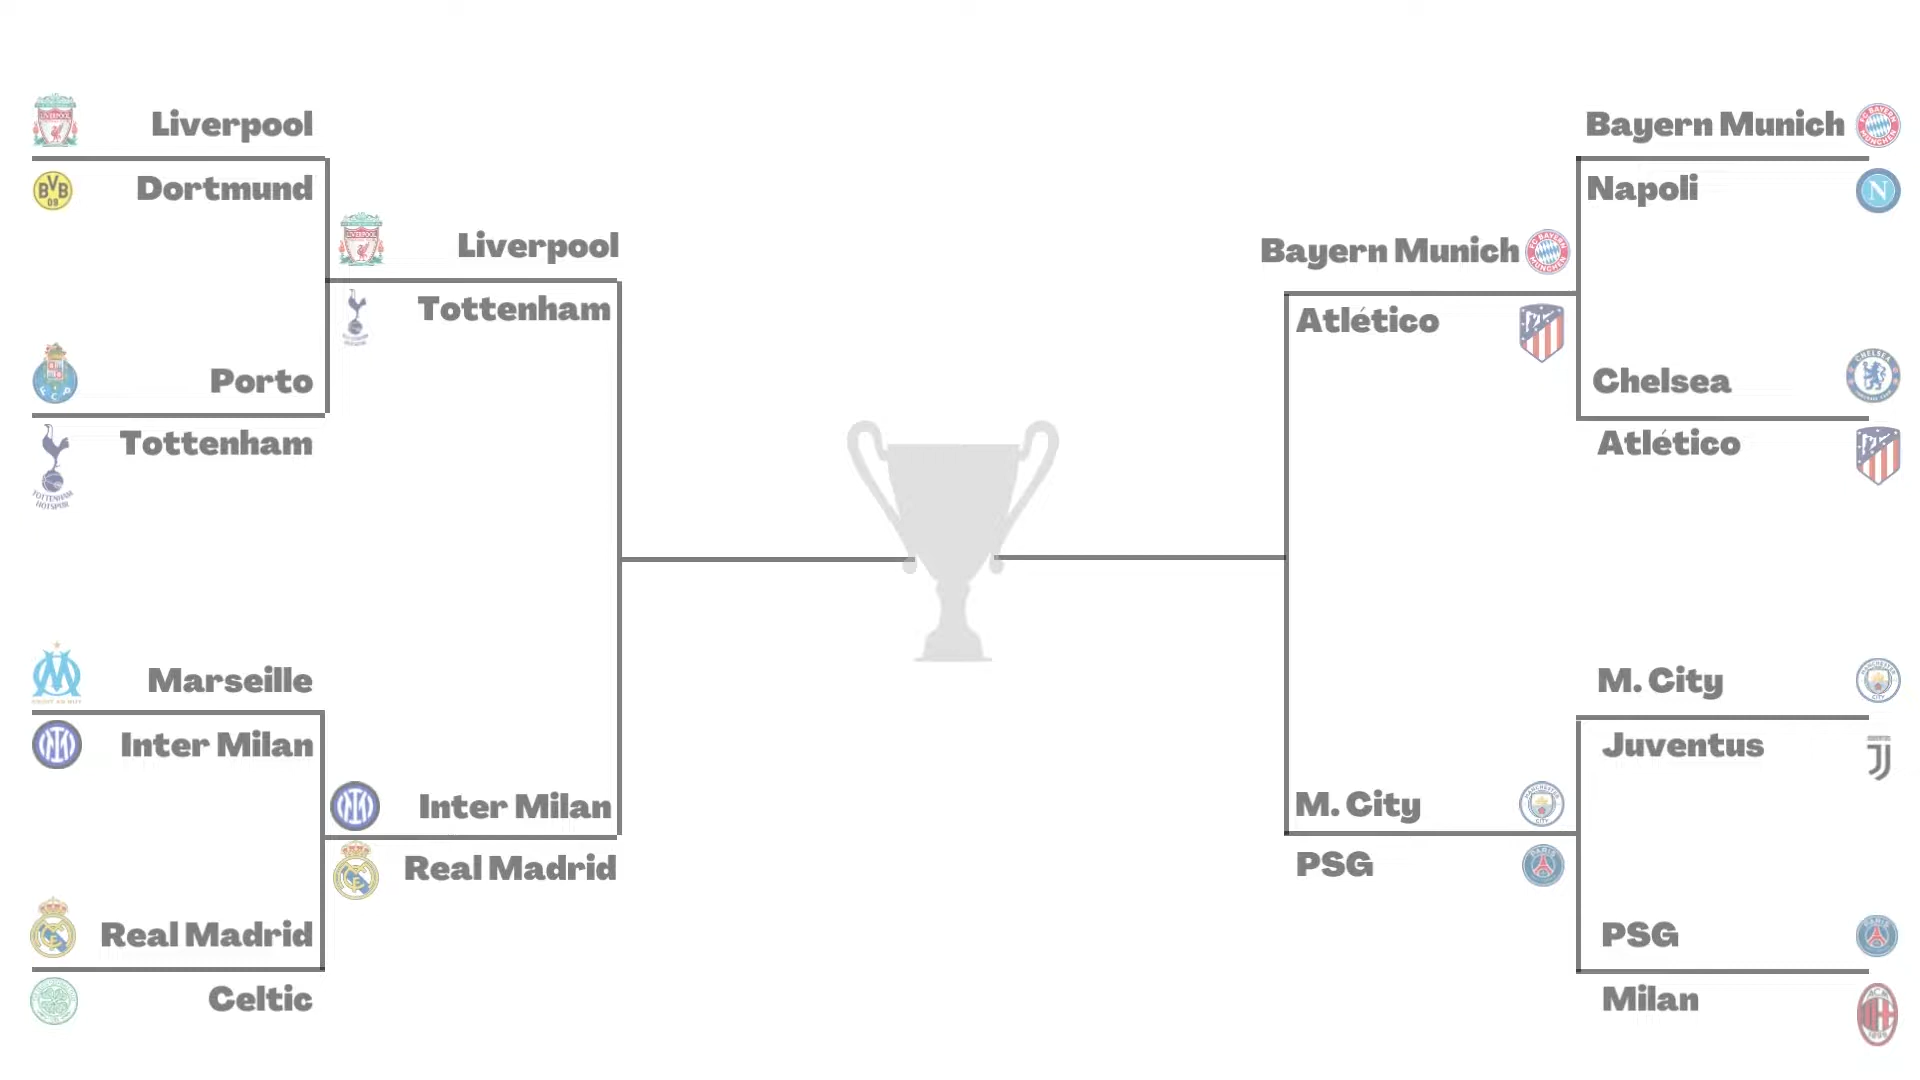 Liverpool
Dortmund
Liverpool
Tottenham
Porto
Tottenham
Marseille
Inter Milan
Inter Milan
Real Madrid
Real Madrid
Celtic
Bayern Munich
Napoli
Bayern Munich
Atlético
Chelsea
Atlético
M. City
Juventus
M. City
PSG
PSG
Milan